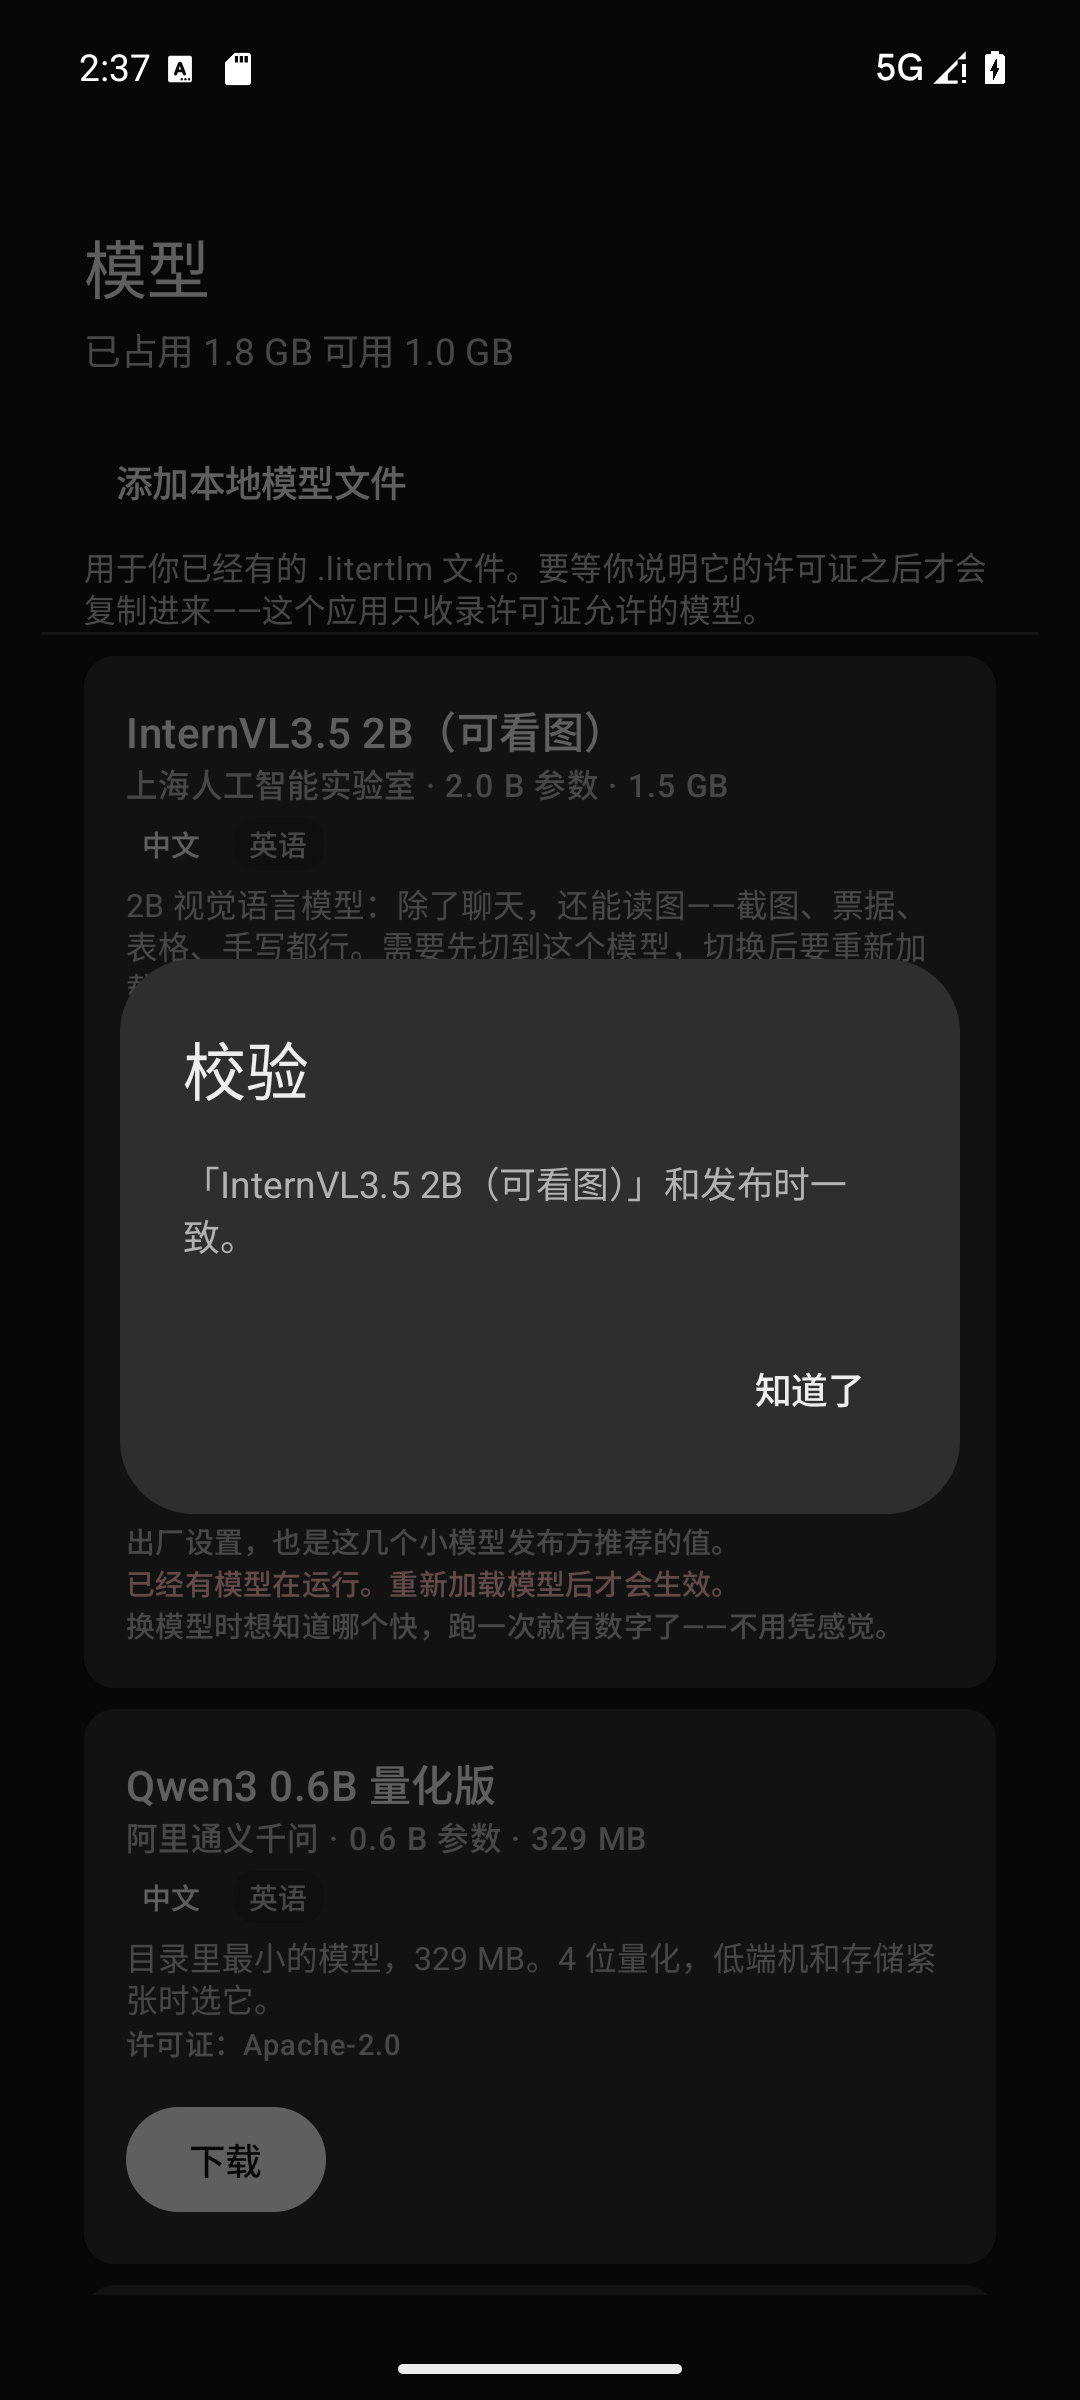 2:37
5G
模型
已占用 1.8 GB 可用 1.0 GB
添加本地模型文件
用于你已经有的 .litertlm 文件。要等你说明它的许可证之后才会
复制进来——这个应用只收录许可证允许的模型。
InternVL3.5 2B（可看图）
上海人工智能实验室 · 2.0 B 参数 · 1.5 GB
中文 英语
2B 视觉语言模型：除了聊天，还能读图——截图、票据、
表格、手写都行。需要先切到这个模型，切换后要重新加
校验
「InternVL3.5 2B（可看图）」和发布时一
致。
知道了
出厂设置，也是这几个小模型发布方推荐的值。
已经有模型在运行。重新加载模型后才会生效。
换模型时想知道哪个快，跑一次就有数字了——不用凭感觉。
Qwen3 0.6B 量化版
阿里通义千问 · 0.6 B 参数 · 329 MB
中文 英语
目录里最小的模型，329 MB。4 位量化，低端机和存储紧
张时选它。
许可证：Apache-2.0
下载